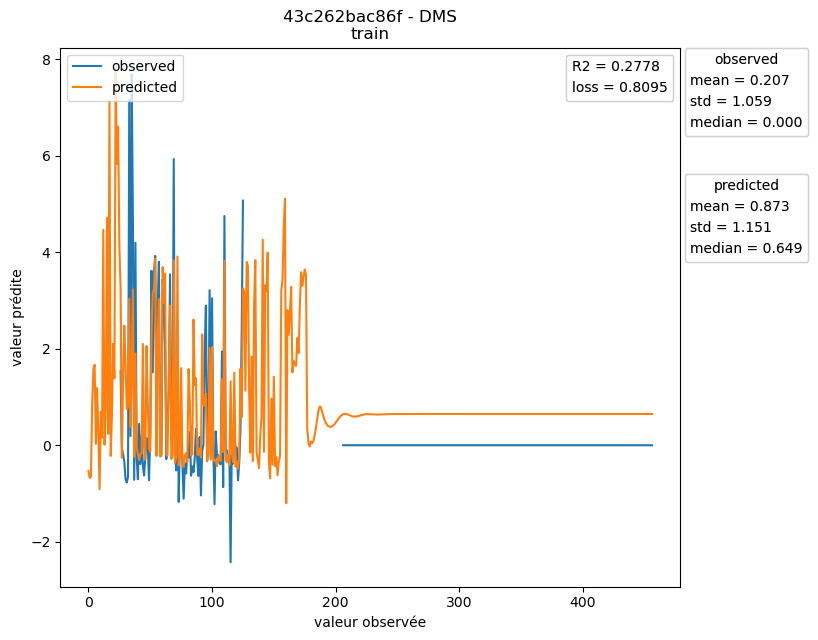 43c262bac86f - DMS
train
observed
predicted
R2 = 0.2778
loss = 0.8095
observed
mean = 0.207
std = 1.059
median = 0.000
predicted
mean = 0.873
std = 1.151
median = 0.649
valeur prédite
8
6
4
2
0
−2
0 100 200 300 400
valeur observée